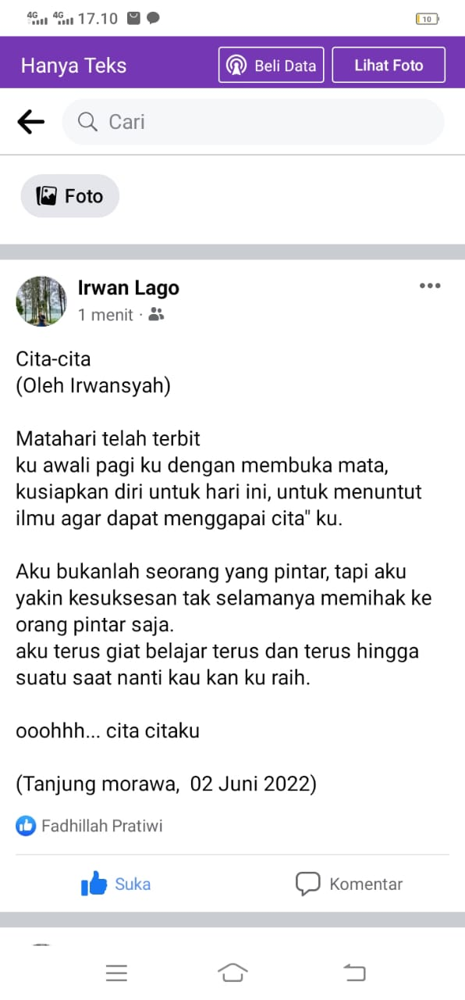 4G 4G 17.10 10
Hanya Teks Beli Data Lihat Foto
Cari
Foto
Irwan Lago
1 menit ·
Cita-cita
(Oleh Irwansyah)
Matahari telah terbit
ku awali pagi ku dengan membuka mata,
kusiapkan diri untuk hari ini, untuk menuntut
ilmu agar dapat menggapai cita" ku.
Aku bukanlah seorang yang pintar, tapi aku
yakin kesuksesan tak selamanya memihak ke
orang pintar saja.
aku terus giat belajar terus dan terus hingga
suatu saat nanti kau kan ku raih.
ooohhh... cita citaku
(Tanjung morawa,  02 Juni 2022)
Fadhillah Pratiwi
Suka Komentar